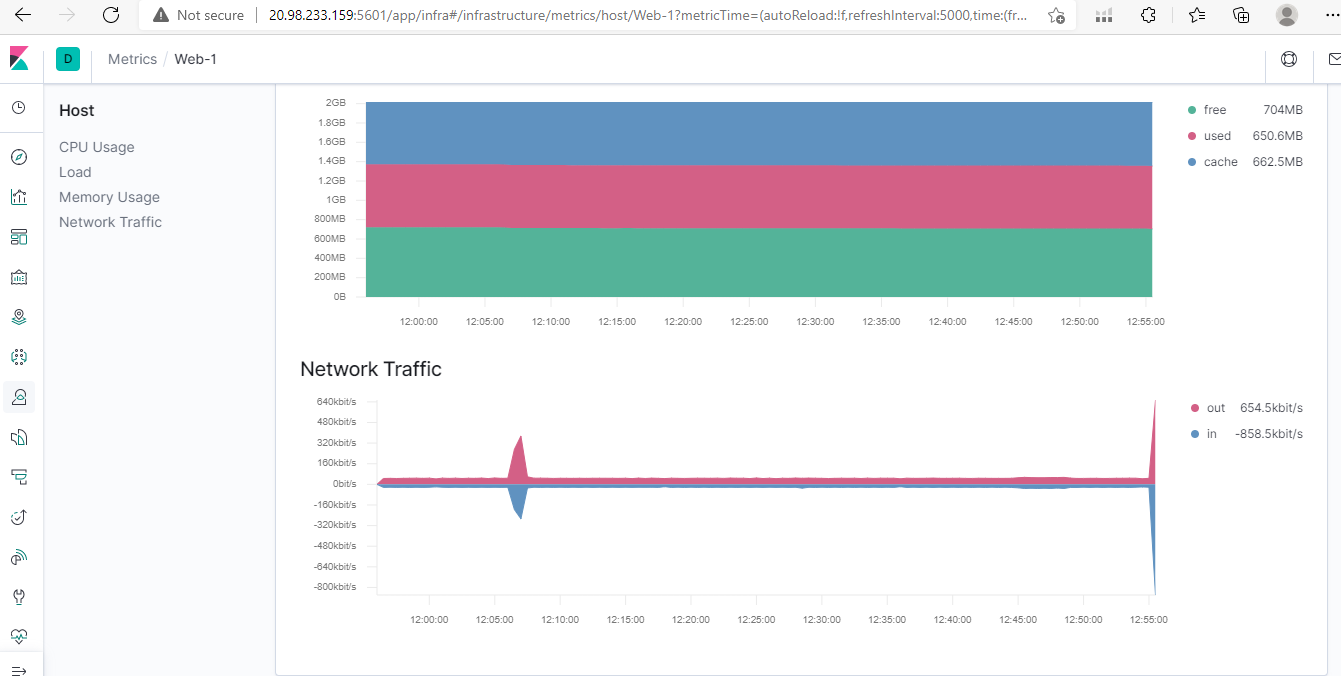 Not secure 20.98.233.159:5601/app/infra#/infrastructure/metrics/host/Web-1?metricTime=(autoReload:!f,refreshInterval:5000,time:(fr...
D Metrics / Web-1
Host
CPU Usage
Load
Memory Usage
Network Traffic
2GB
1.8GB
1.6GB
1.4GB
1.2GB
1GB
800MB
600MB
400MB
200MB
0B
12:00:00 12:05:00 12:10:00 12:15:00 12:20:00 12:25:00 12:30:00 12:35:00 12:40:00 12:45:00 12:50:00 12:55:00
free 704MB
used 650.6MB
cache 662.5MB
Network Traffic
640kbit/s
480kbit/s
320kbit/s
160kbit/s
0bit/s
-160kbit/s
-320kbit/s
-480kbit/s
-640kbit/s
-800kbit/s
12:00:00 12:05:00 12:10:00 12:15:00 12:20:00 12:25:00 12:30:00 12:35:00 12:40:00 12:45:00 12:50:00 12:55:00
out 654.5kbit/s
in -858.5kbit/s